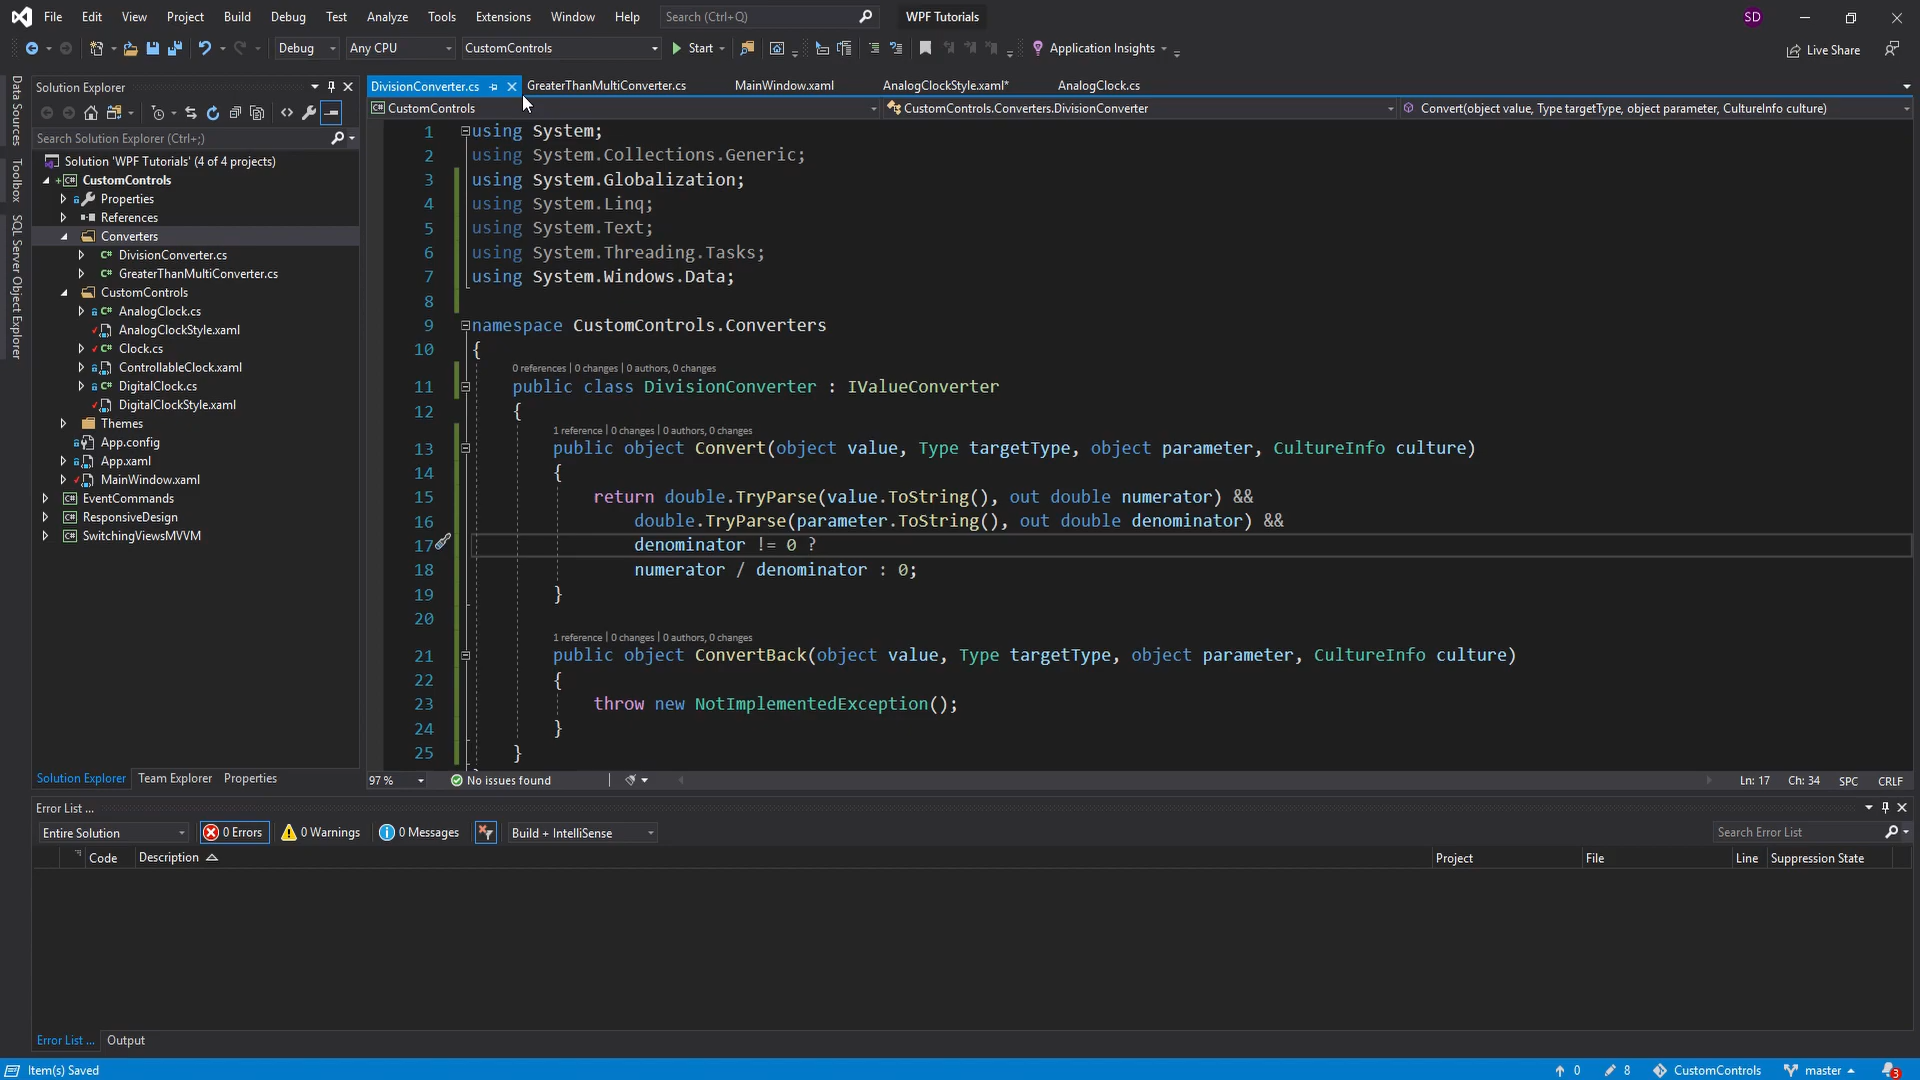 File Edit View Project Build Debug Test Analyze Tools Extensions Window Help Search (Ctrl+Q) WPF Tutorials SD
Debug Any CPU CustomControls Start Application Insights Live Share
Data Sources
Toolbox
SQL Server Object Explorer
Solution Explorer
Search Solution Explorer (Ctrl+;)
Solution 'WPF Tutorials' (4 of 4 projects)
CustomControls
Properties
References
Converters
DivisionConverter.cs
GreaterThanMultiConverter.cs
CustomControls
AnalogClock.cs
AnalogClockStyle.xaml
Clock.cs
ControllableClock.xaml
DigitalClock.cs
DigitalClockStyle.xaml
Themes
App.config
App.xaml
MainWindow.xaml
EventCommands
ResponsiveDesign
SwitchingViewsMVVM
Solution Explorer Team Explorer Properties
DivisionConverter.cs GreaterThanMultiConverter.cs MainWindow.xaml AnalogClockStyle.xaml* AnalogClock.cs
CustomControls CustomControls.Converters.DivisionConverter Convert(object value, Type targetType, object parameter, CultureInfo culture)
1 using System;
2 using System.Collections.Generic;
3 using System.Globalization;
4 using System.Linq;
5 using System.Text;
6 using System.Threading.Tasks;
7 using System.Windows.Data;
8
9 namespace CustomControls.Converters
10 {
0 references | 0 changes | 0 authors, 0 changes
11 public class DivisionConverter : IValueConverter
12 {
1 reference | 0 changes | 0 authors, 0 changes
13 public object Convert(object value, Type targetType, object parameter, CultureInfo culture)
14 {
15 return double.TryParse(value.ToString(), out double numerator) &&
16 double.TryParse(parameter.ToString(), out double denominator) &&
17 denominator != 0 ?
18 numerator / denominator : 0;
19 }
20
1 reference | 0 changes | 0 authors, 0 changes
21 public object ConvertBack(object value, Type targetType, object parameter, CultureInfo culture)
22 {
23 throw new NotImplementedException();
24 }
25 }
97 % No issues found Ln: 17 Ch: 34 SPC CRLF
Error List ...
Entire Solution 0 Errors 0 Warnings 0 Messages Build + IntelliSense Search Error List
Code Description Project File Line Suppression State
Error List ... Output
Item(s) Saved 0 8 CustomControls master 3